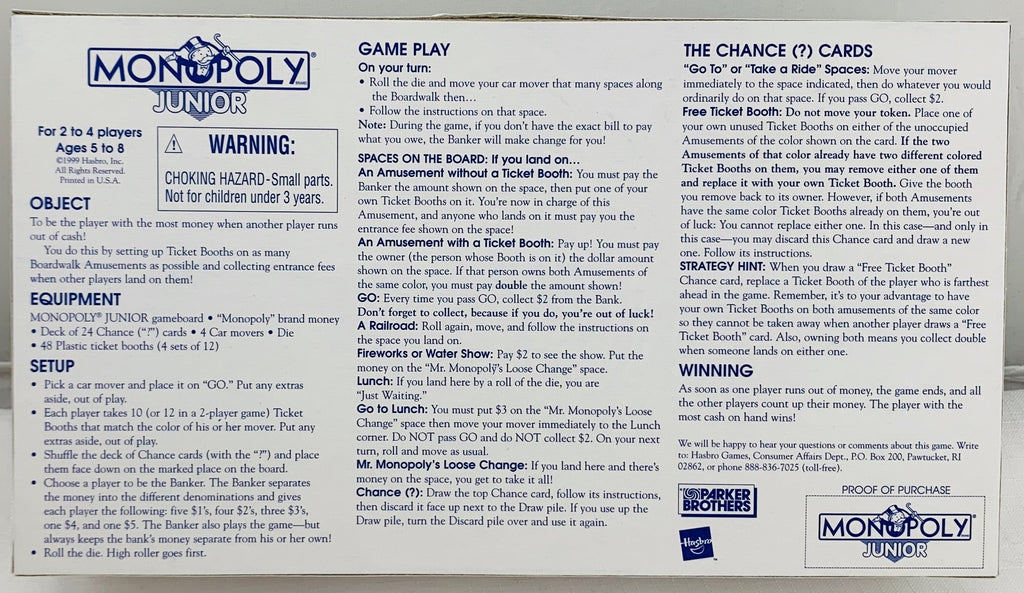 MONOPOLY®
BRAND
JUNIOR
For 2 to 4 players
Ages 5 to 8
©1999 Hasbro, Inc.
All Rights Reserved.
Printed in U.S.A.
WARNING:
CHOKING HAZARD-Small parts.
Not for children under 3 years.
OBJECT
To be the player with the most money when another player runs
out of cash!
You do this by setting up Ticket Booths on as many
Boardwalk Amusements as possible and collecting entrance fees
when other players land on them!
EQUIPMENT
MONOPOLY® JUNIOR gameboard • "Monopoly" brand money
• Deck of 24 Chance ("?") cards • 4 Car movers • Die
• 48 Plastic ticket booths (4 sets of 12)
SETUP
• Pick a car mover and place it on "GO." Put any extras
aside, out of play.
• Each player takes 10 (or 12 in a 2-player game) Ticket
Booths that match the color of his or her mover. Put any
extras aside, out of play.
• Shuffle the deck of Chance cards (with the "?") and place
them face down on the marked place on the board.
• Choose a player to be the Banker. The Banker separates
the money into the different denominations and gives
each player the following: five $1's, four $2's, three $3's,
one $4, and one $5. The Banker also plays the game—but
always keeps the bank's money separate from his or her own!
• Roll the die. High roller goes first.
GAME PLAY
On your turn:
• Roll the die and move your car mover that many spaces along
the Boardwalk then...
• Follow the instructions on that space.
Note: During the game, if you don't have the exact bill to pay
what you owe, the Banker will make change for you!
SPACES ON THE BOARD: If you land on...
An Amusement without a Ticket Booth: You must pay the
Banker the amount shown on the space, then put one of your
own Ticket Booths on it. You're now in charge of this
Amusement, and anyone who lands on it must pay you the
entrance fee shown on the space!
An Amusement with a Ticket Booth: Pay up! You must pay
the owner (the person whose Booth is on it) the dollar amount
shown on the space. If that person owns both Amusements of
the same color, you must pay double the amount shown!
GO: Every time you pass GO, collect $2 from the Bank.
Don't forget to collect, because if you do, you're out of luck!
A Railroad: Roll again, move, and follow the instructions on
the space you land on.
Fireworks or Water Show: Pay $2 to see the show. Put the
money on the "Mr. Monopoly's Loose Change" space.
Lunch: If you land here by a roll of the die, you are
"Just Waiting."
Go to Lunch: You must put $3 on the "Mr. Monopoly's Loose
Change" space then move your mover immediately to the Lunch
corner. Do NOT pass GO and do NOT collect $2. On your next
turn, roll and move as usual.
Mr. Monopoly's Loose Change: If you land here and there's
money on the space, you get to take it all!
Chance (?): Draw the top Chance card, follow its instructions,
then discard it face up next to the Draw pile. If you use up the
Draw pile, turn the Discard pile over and use it again.
THE CHANCE (?) CARDS
"Go To" or "Take a Ride" Spaces: Move your mover
immediately to the space indicated, then do whatever you would
ordinarily do on that space. If you pass GO, collect $2.
Free Ticket Booth: Do not move your token. Place one of
your own unused Ticket Booths on either of the unoccupied
Amusements of the color shown on the card. If the two
Amusements of that color already have two different colored
Ticket Booths on them, you may remove either one of them
and replace it with your own Ticket Booth. Give the booth
you remove back to its owner. However, if both Amusements
have the same color Ticket Booths already on them, you're out
of luck: You cannot replace either one. In this case—and only in
this case—you may discard this Chance card and draw a new
one. Follow its instructions.
STRATEGY HINT: When you draw a "Free Ticket Booth"
Chance card, replace a Ticket Booth of the player who is farthest
ahead in the game. Remember, it's to your advantage to have
your own Ticket Booths on both amusements of the same color
so they cannot be taken away when another player draws a "Free
Ticket Booth" card. Also, owning both means you collect double
when someone lands on either one.
WINNING
As soon as one player runs out of money, the game ends, and all
the other players count up their money. The player with the
most cash on hand wins!
We will be happy to hear your questions or comments about this game. Write
to: Hasbro Games, Consumer Affairs Dept., P.O. Box 200, Pawtucket, RI
02862, or phone 888-836-7025 (toll-free).
PARKER
BROTHERS
Hasbro
PROOF OF PURCHASE
MONOPOLY
JUNIOR